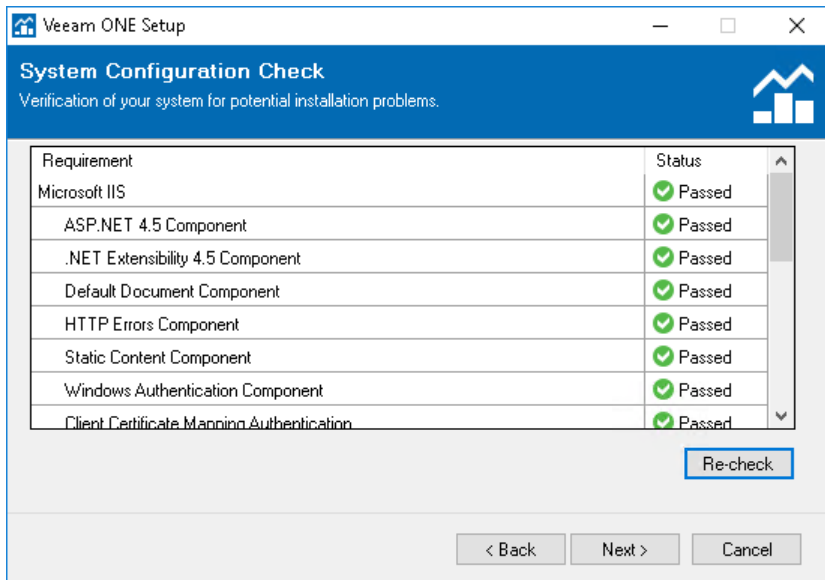 Veeam ONE Setup
System Configuration Check
Verification of your system for potential installation problems.
Requirement Status
Microsoft IIS Passed
ASP.NET 4.5 Component Passed
.NET Extensibility 4.5 Component Passed
Default Document Component Passed
HTTP Errors Component Passed
Static Content Component Passed
Windows Authentication Component Passed
Client Certificate Mapping Authentication Passed
Re-check
< Back Next > Cancel